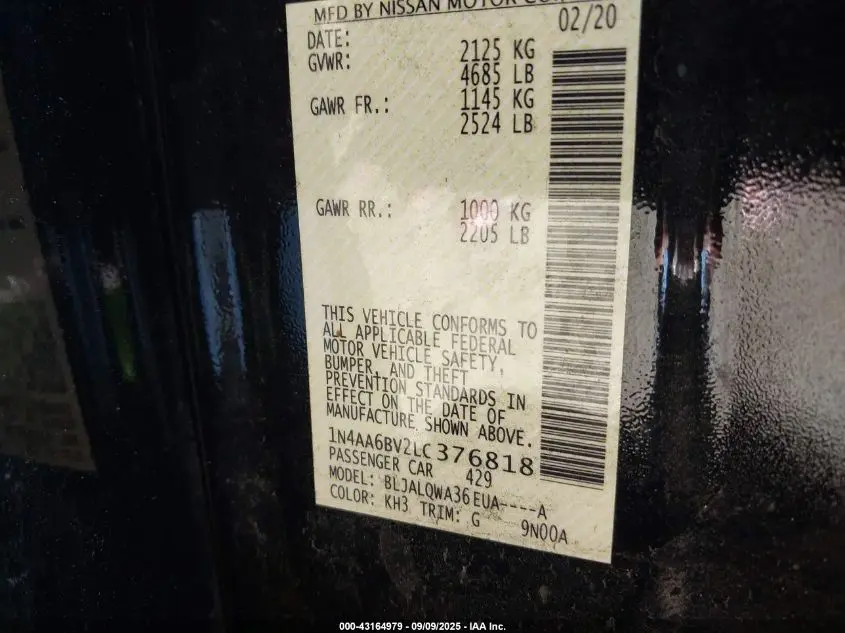 MFD BY NISSAN MOTOR CO
DATE: 02/20
GVWR: 2125 KG
4685 LB
GAWR FR.: 1145 KG
2524 LB
GAWR RR.: 1000 KG
2205 LB
THIS VEHICLE CONFORMS TO
ALL APPLICABLE FEDERAL
MOTOR VEHICLE SAFETY,
BUMPER, AND THEFT
PREVENTION STANDARDS IN
EFFECT ON THE DATE OF
MANUFACTURE SHOWN ABOVE.
1N4AA6BV2LC376818
PASSENGER CAR 429
MODEL: BLJALQWA36EUA----A
COLOR: KH3 TRIM: G 9N00A
000-43164979 - 09/09/2025 - IAA Inc.